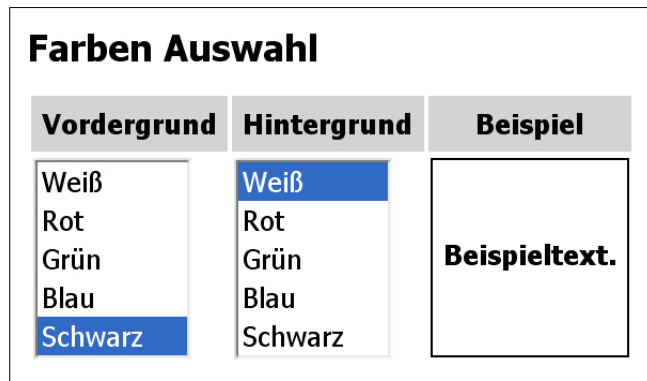 Farben Auswahl
Vordergrund Hintergrund Beispiel
Weiß Weiß
Rot Rot
Grün Grün
Beispieltext.
Blau Blau
Schwarz Schwarz